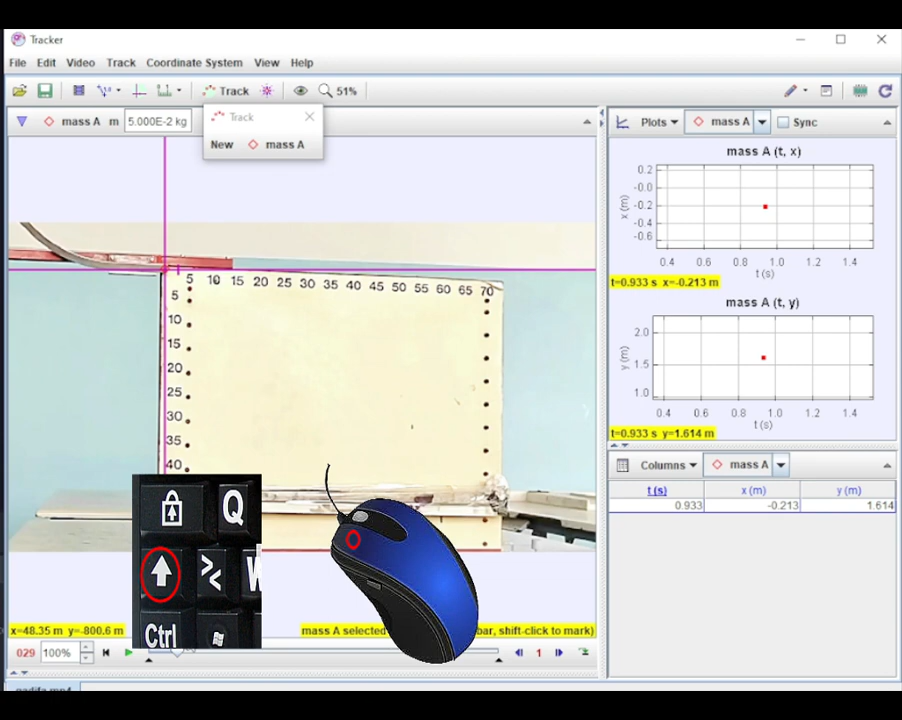 Tracker
File Edit Video Track Coordinate System View Help
Track 51%
mass A m 5.000E-2 kg
Track
New mass A
Plots mass A Sync
mass A (t, x)
0.2
-0.0
-0.2
-0.4
-0.6
x (m)
0.4 0.6 0.8 1.0 1.2 1.4
t (s)
t=0.933 s x=-0.213 m
mass A (t, y)
2.0
1.5
1.0
y (m)
0.4 0.6 0.8 1.0 1.2 1.4
t (s)
t=0.933 s y=1.614 m
Columns mass A
t (s) x (m) y (m)
0.933 -0.213 1.614
5 10 15 20 25 30 35 40 45 50 55 60 65 70
5
10
15
20
25
30
35
40
Q
W
Ctrl
x=48.35 m y=-800.6 m
mass A selected bar, shift-click to mark)
029 100% 1